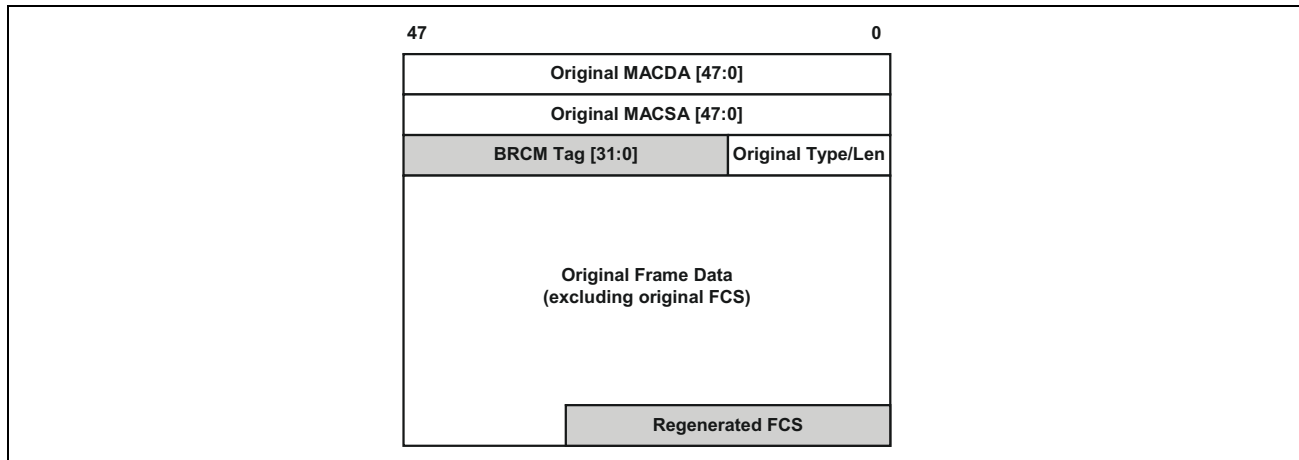 47 0
Original MACDA [47:0]
Original MACSA [47:0]
BRCM Tag [31:0] Original Type/Len
Original Frame Data
(excluding original FCS)
Regenerated FCS